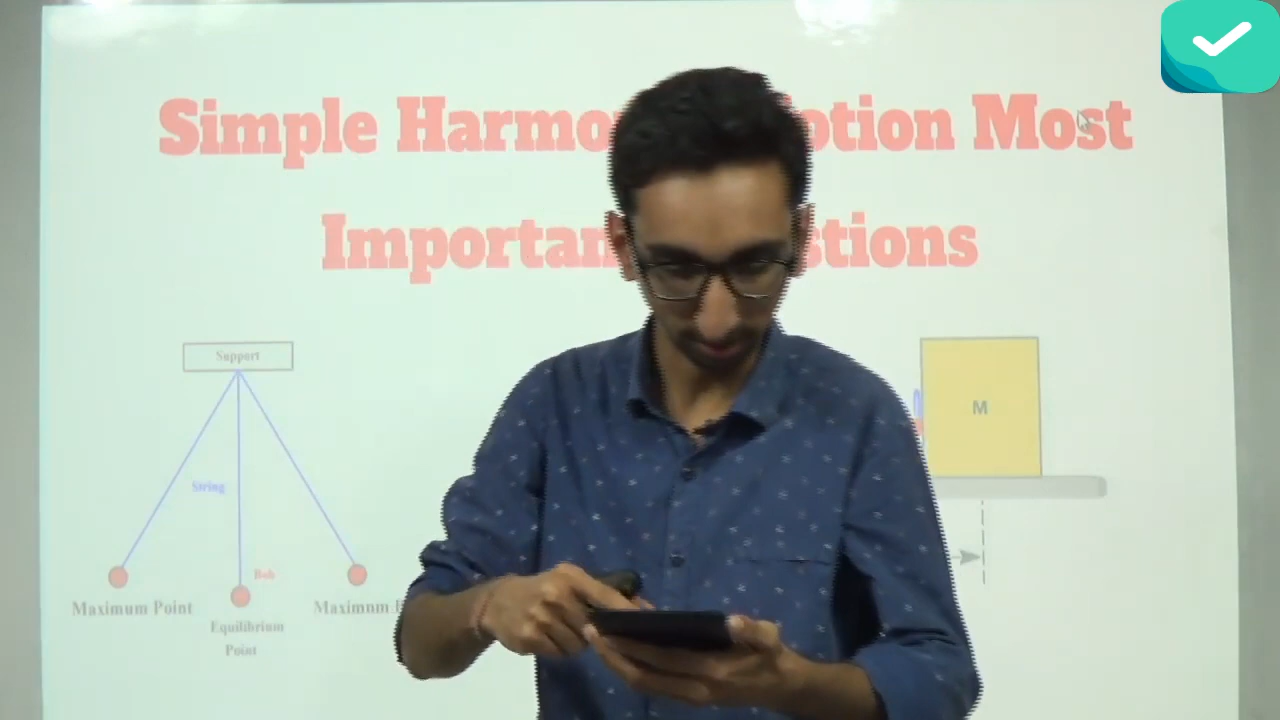 Simple Harmo otion Most
Importan stions
Support
String
M
Bob
Maximum Point
Maximum
Equilibrium
Point